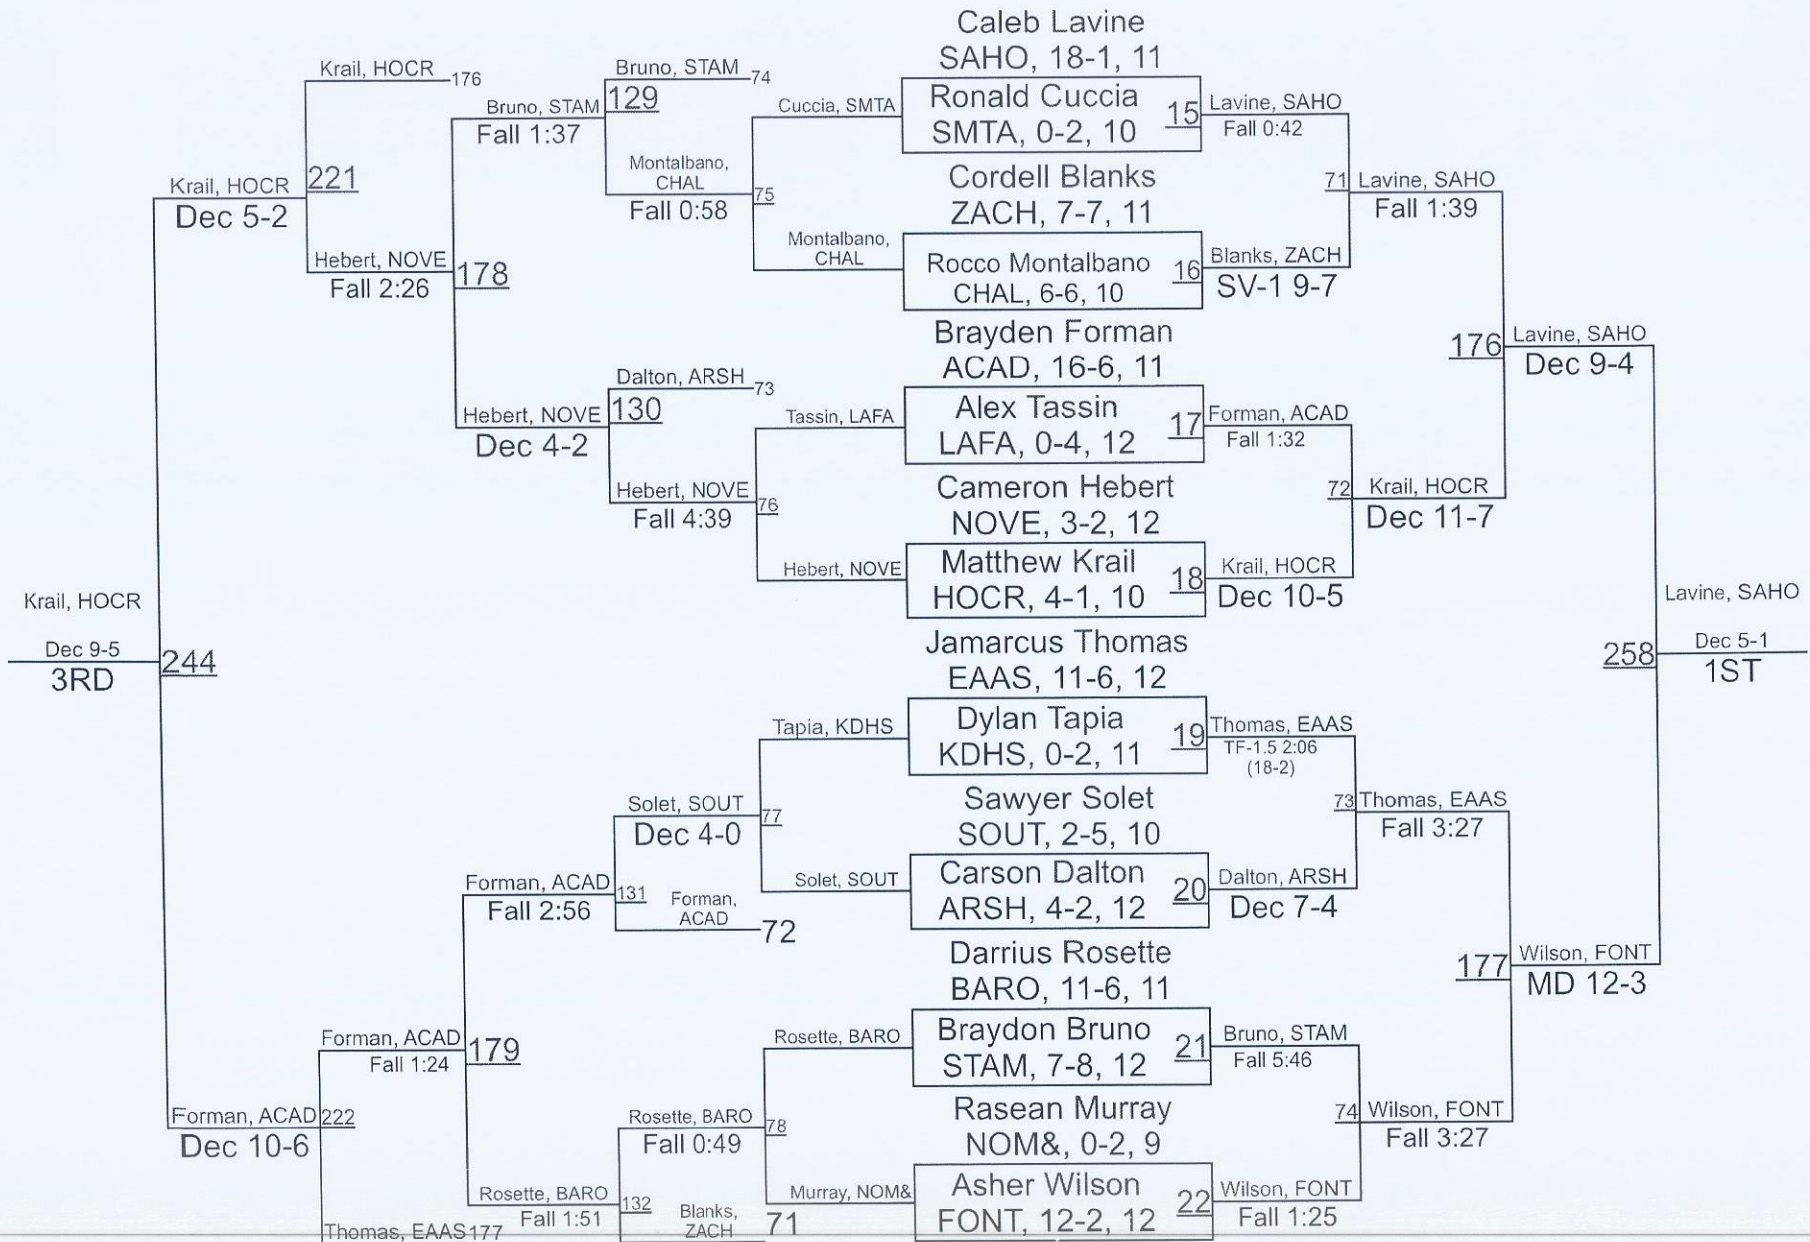 Caleb Lavine
SAHO, 18-1, 11
Ronald Cuccia
SMTA, 0-2, 10
15
Cordell Blanks
ZACH, 7-7, 11
Rocco Montalbano
CHAL, 6-6, 10
16
Brayden Forman
ACAD, 16-6, 11
Alex Tassin
LAFA, 0-4, 12
17
Cameron Hebert
NOVE, 3-2, 12
Matthew Krail
HOCR, 4-1, 10
18
Jamarcus Thomas
EAAS, 11-6, 12
Dylan Tapia
KDHS, 0-2, 11
19
Sawyer Solet
SOUT, 2-5, 10
Carson Dalton
ARSH, 4-2, 12
20
Darrius Rosette
BARO, 11-6, 11
Braydon Bruno
STAM, 7-8, 12
21
Rasean Murray
NOM&, 0-2, 9
Asher Wilson
FONT, 12-2, 12
22
Lavine, SAHO
Fall 0:42
Blanks, ZACH
SV-1 9-7
Forman, ACAD
Fall 1:32
Krail, HOCR
Dec 10-5
Thomas, EAAS
TF-1.5 2:06
(18-2)
Dalton, ARSH
Dec 7-4
Bruno, STAM
Fall 5:46
Wilson, FONT
Fall 1:25
71
Lavine, SAHO
Fall 1:39
72
Krail, HOCR
Dec 11-7
73
Thomas, EAAS
Fall 3:27
74
Wilson, FONT
Fall 3:27
176
Lavine, SAHO
Dec 9-4
177
Wilson, FONT
MD 12-3
258
Lavine, SAHO
Dec 5-1
1ST
Cuccia, SMTA
Montalbano,
CHAL
Tassin, LAFA
Hebert, NOVE
Tapia, KDHS
Solet, SOUT
Rosette, BARO
Murray, NOM&
Bruno, STAM
74
Montalbano,
CHAL
Fall 0:58
75
Dalton, ARSH
73
Hebert, NOVE
Fall 4:39
76
Solet, SOUT
Dec 4-0
77
Forman,
ACAD
72
Rosette, BARO
Fall 0:49
78
Blanks,
ZACH
71
Bruno, STAM
Fall 1:37
129
Hebert, NOVE
Dec 4-2
130
Forman, ACAD
Fall 2:56
131
Rosette, BARO
Fall 1:51
132
Krail, HOCR
176
Hebert, NOVE
Fall 2:26
178
Forman, ACAD
Fall 1:24
179
Thomas, EAAS
177
Krail, HOCR
Dec 5-2
221
Forman, ACAD
Dec 10-6
222
Krail, HOCR
Dec 9-5
3RD
244